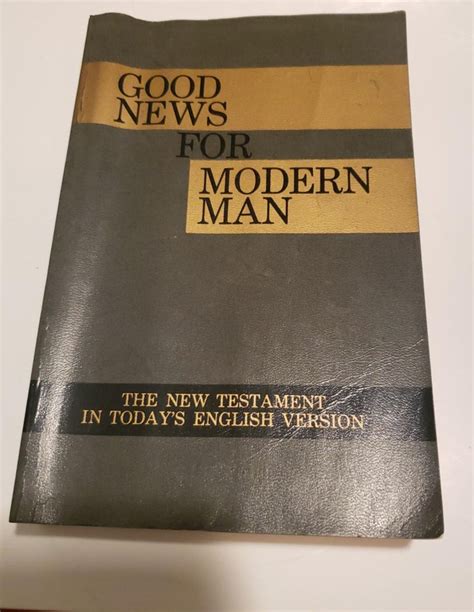 GOOD
NEWS
FOR
MODERN
MAN
THE NEW TESTAMENT
IN TODAY'S ENGLISH VERSION